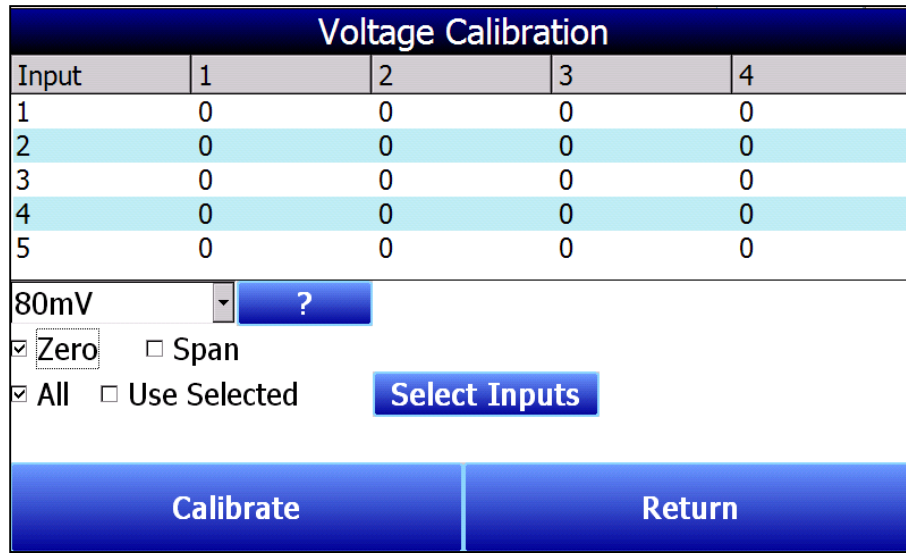 Voltage Calibration
Input 1 2 3 4
1 0 0 0 0
2 0 0 0 0
3 0 0 0 0
4 0 0 0 0
5 0 0 0 0
80mV ?
Zero Span
All Use Selected Select Inputs
Calibrate Return